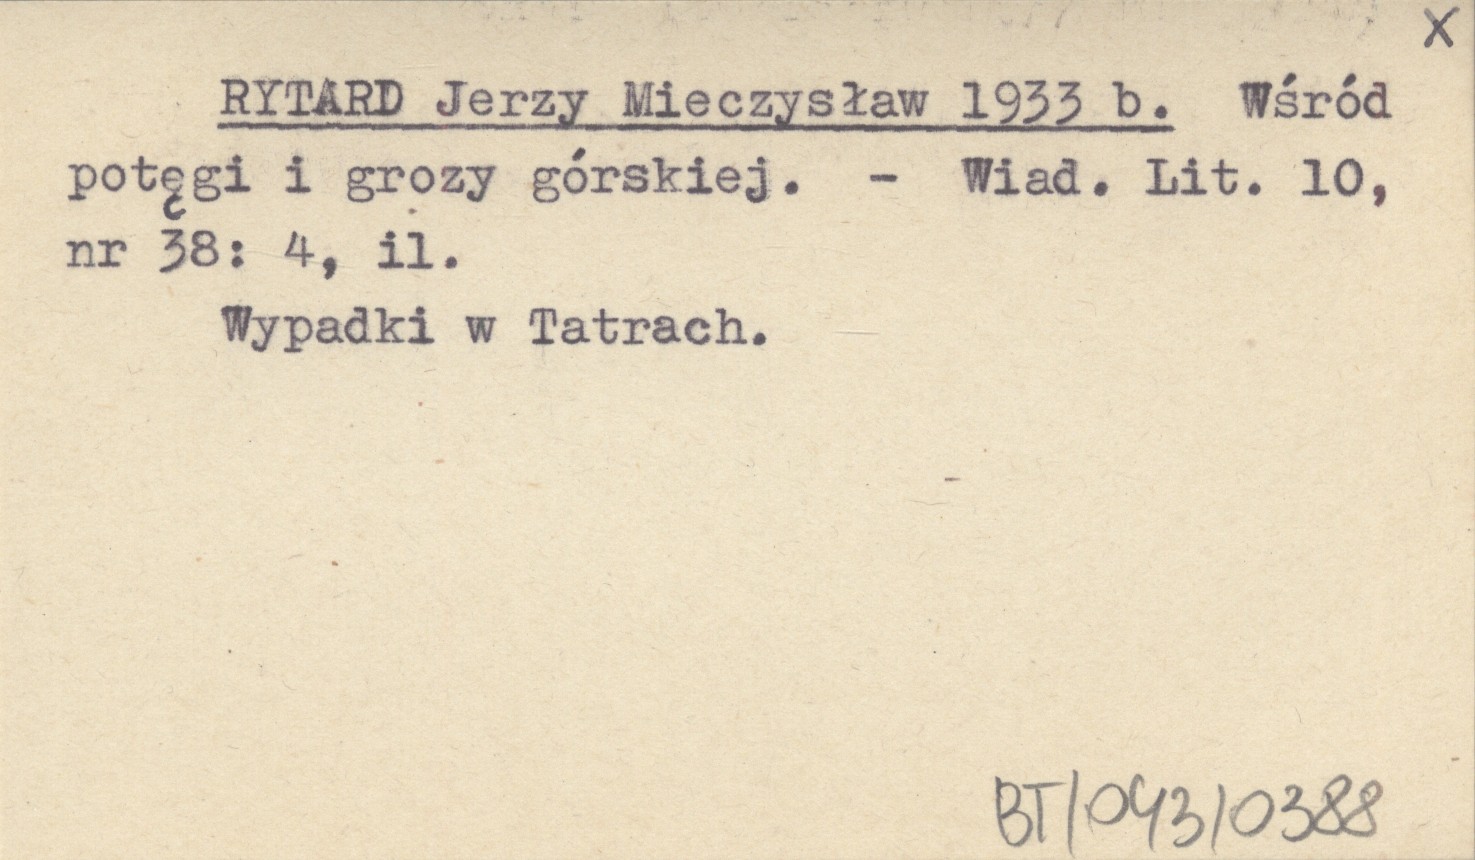 x
RYTARD Jerzy Mieczysław 1933 b. Wśród
potęgi i grozy górskiej. - Wiad. Lit. 10,
nr 38: 4, il.
Wypadki w Tatrach.
BT/043/0388